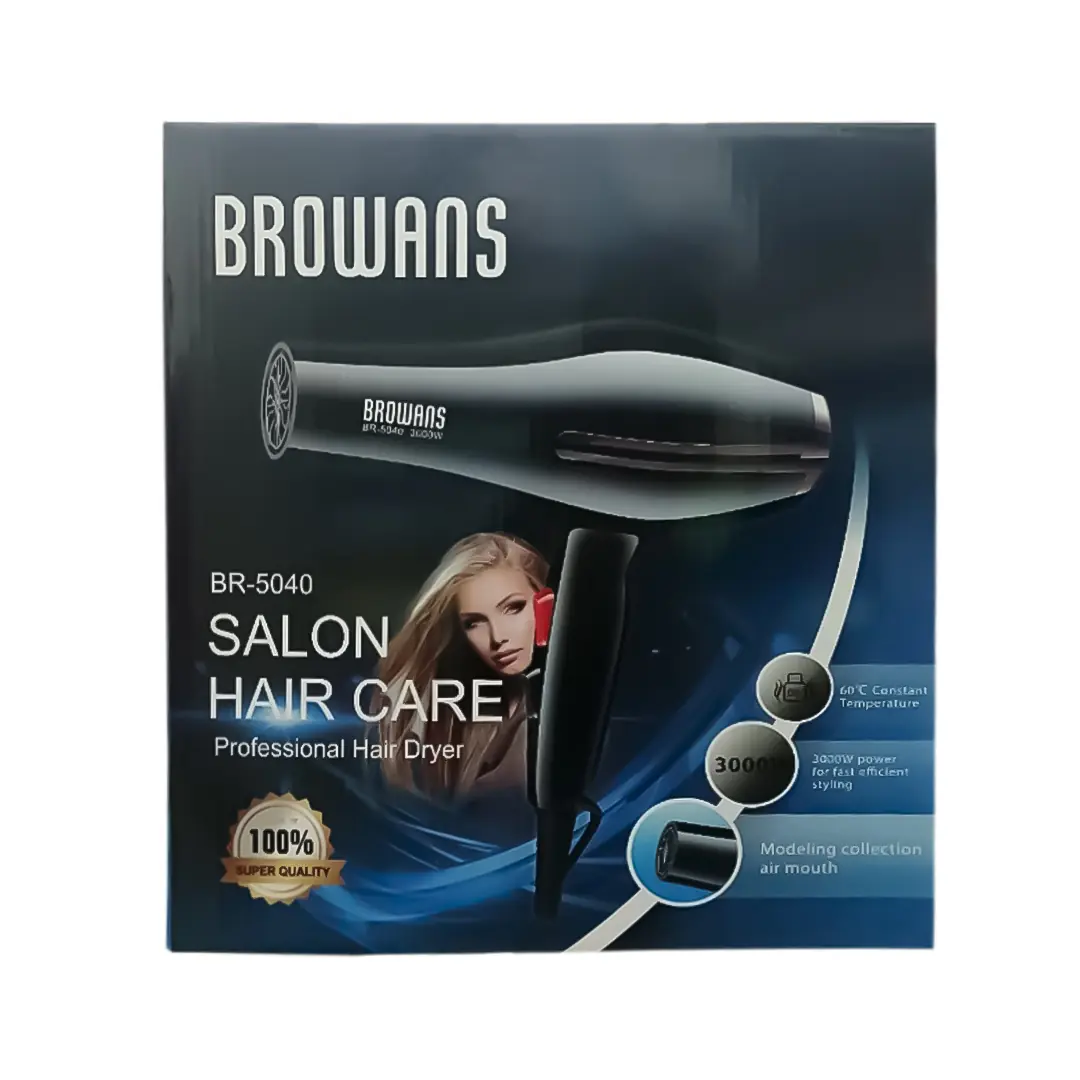 BROWANS
BROWANS
BR-5040 3000W
BR-5040
SALON
HAIR CARE
Professional Hair Dryer
100%
SUPER QUALITY
60℃ Constant
Temperature
3000W
3000W power
for fast efficient
styling
Modeling collection
air mouth